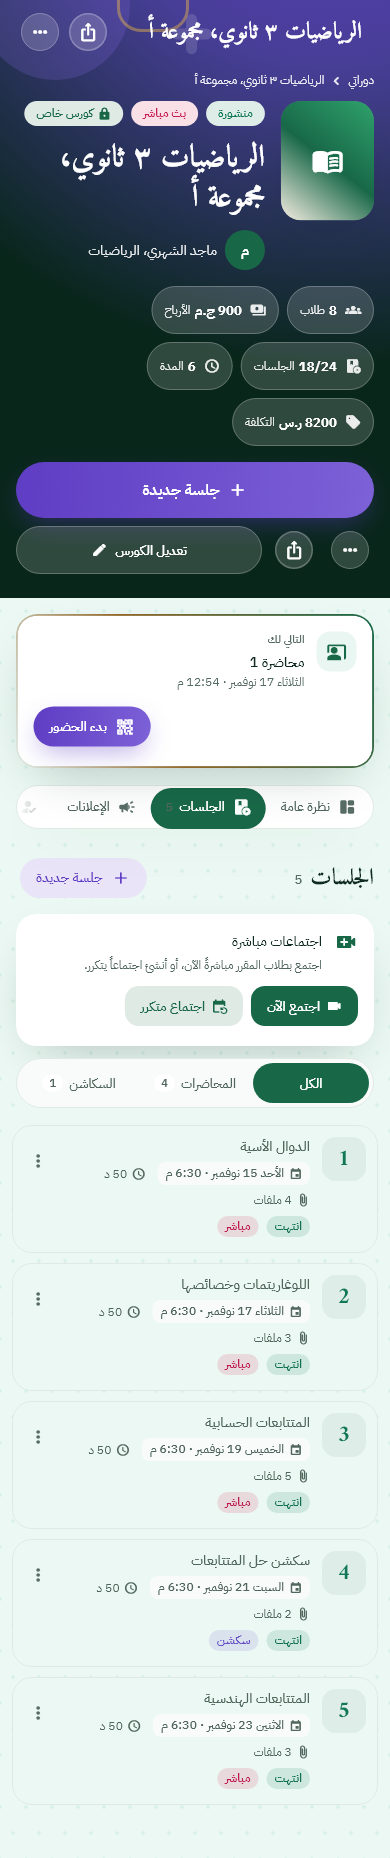 الرياضيات ٣ ثانوي، مجموعة أ
دوراتي › الرياضيات ٣ ثانوي، مجموعة أ
منشورة بث مباشر كورس خاص
الرياضيات ٣ ثانوي،
مجموعة أ
م ماجد الشهري، الرياضيات
8 طلاب 900 ج.م الأرباح
18/24 الجلسات 6 المدة
8200 ر.س التكلفة
+ جلسة جديدة
تعديل الكورس
التالي لك
محاضرة 1
الثلاثاء 17 نوفمبر · 12:54 م
بدء الحضور
نظرة عامة الجلسات 5 الإعلانات
الجلسات 5 + جلسة جديدة
اجتماعات مباشرة
اجتمع بطلاب المقرر مباشرةً الآن، أو أنشئ اجتماعاً يتكرر.
اجتمع الآن اجتماع متكرر
الكل المحاضرات 4 السكاشن 1
1 الدوال الأسية
الأحد 15 نوفمبر · 6:30 م 50 د
4 ملفات
انتهت مباشر
2 اللوغاريتمات وخصائصها
الثلاثاء 17 نوفمبر · 6:30 م 50 د
3 ملفات
انتهت مباشر
3 المتتابعات الحسابية
الخميس 19 نوفمبر · 6:30 م 50 د
5 ملفات
انتهت مباشر
4 سكشن حل المتتابعات
السبت 21 نوفمبر · 6:30 م 50 د
2 ملفات
انتهت سكشن
5 المتتابعات الهندسية
الاثنين 23 نوفمبر · 6:30 م 50 د
3 ملفات
انتهت مباشر